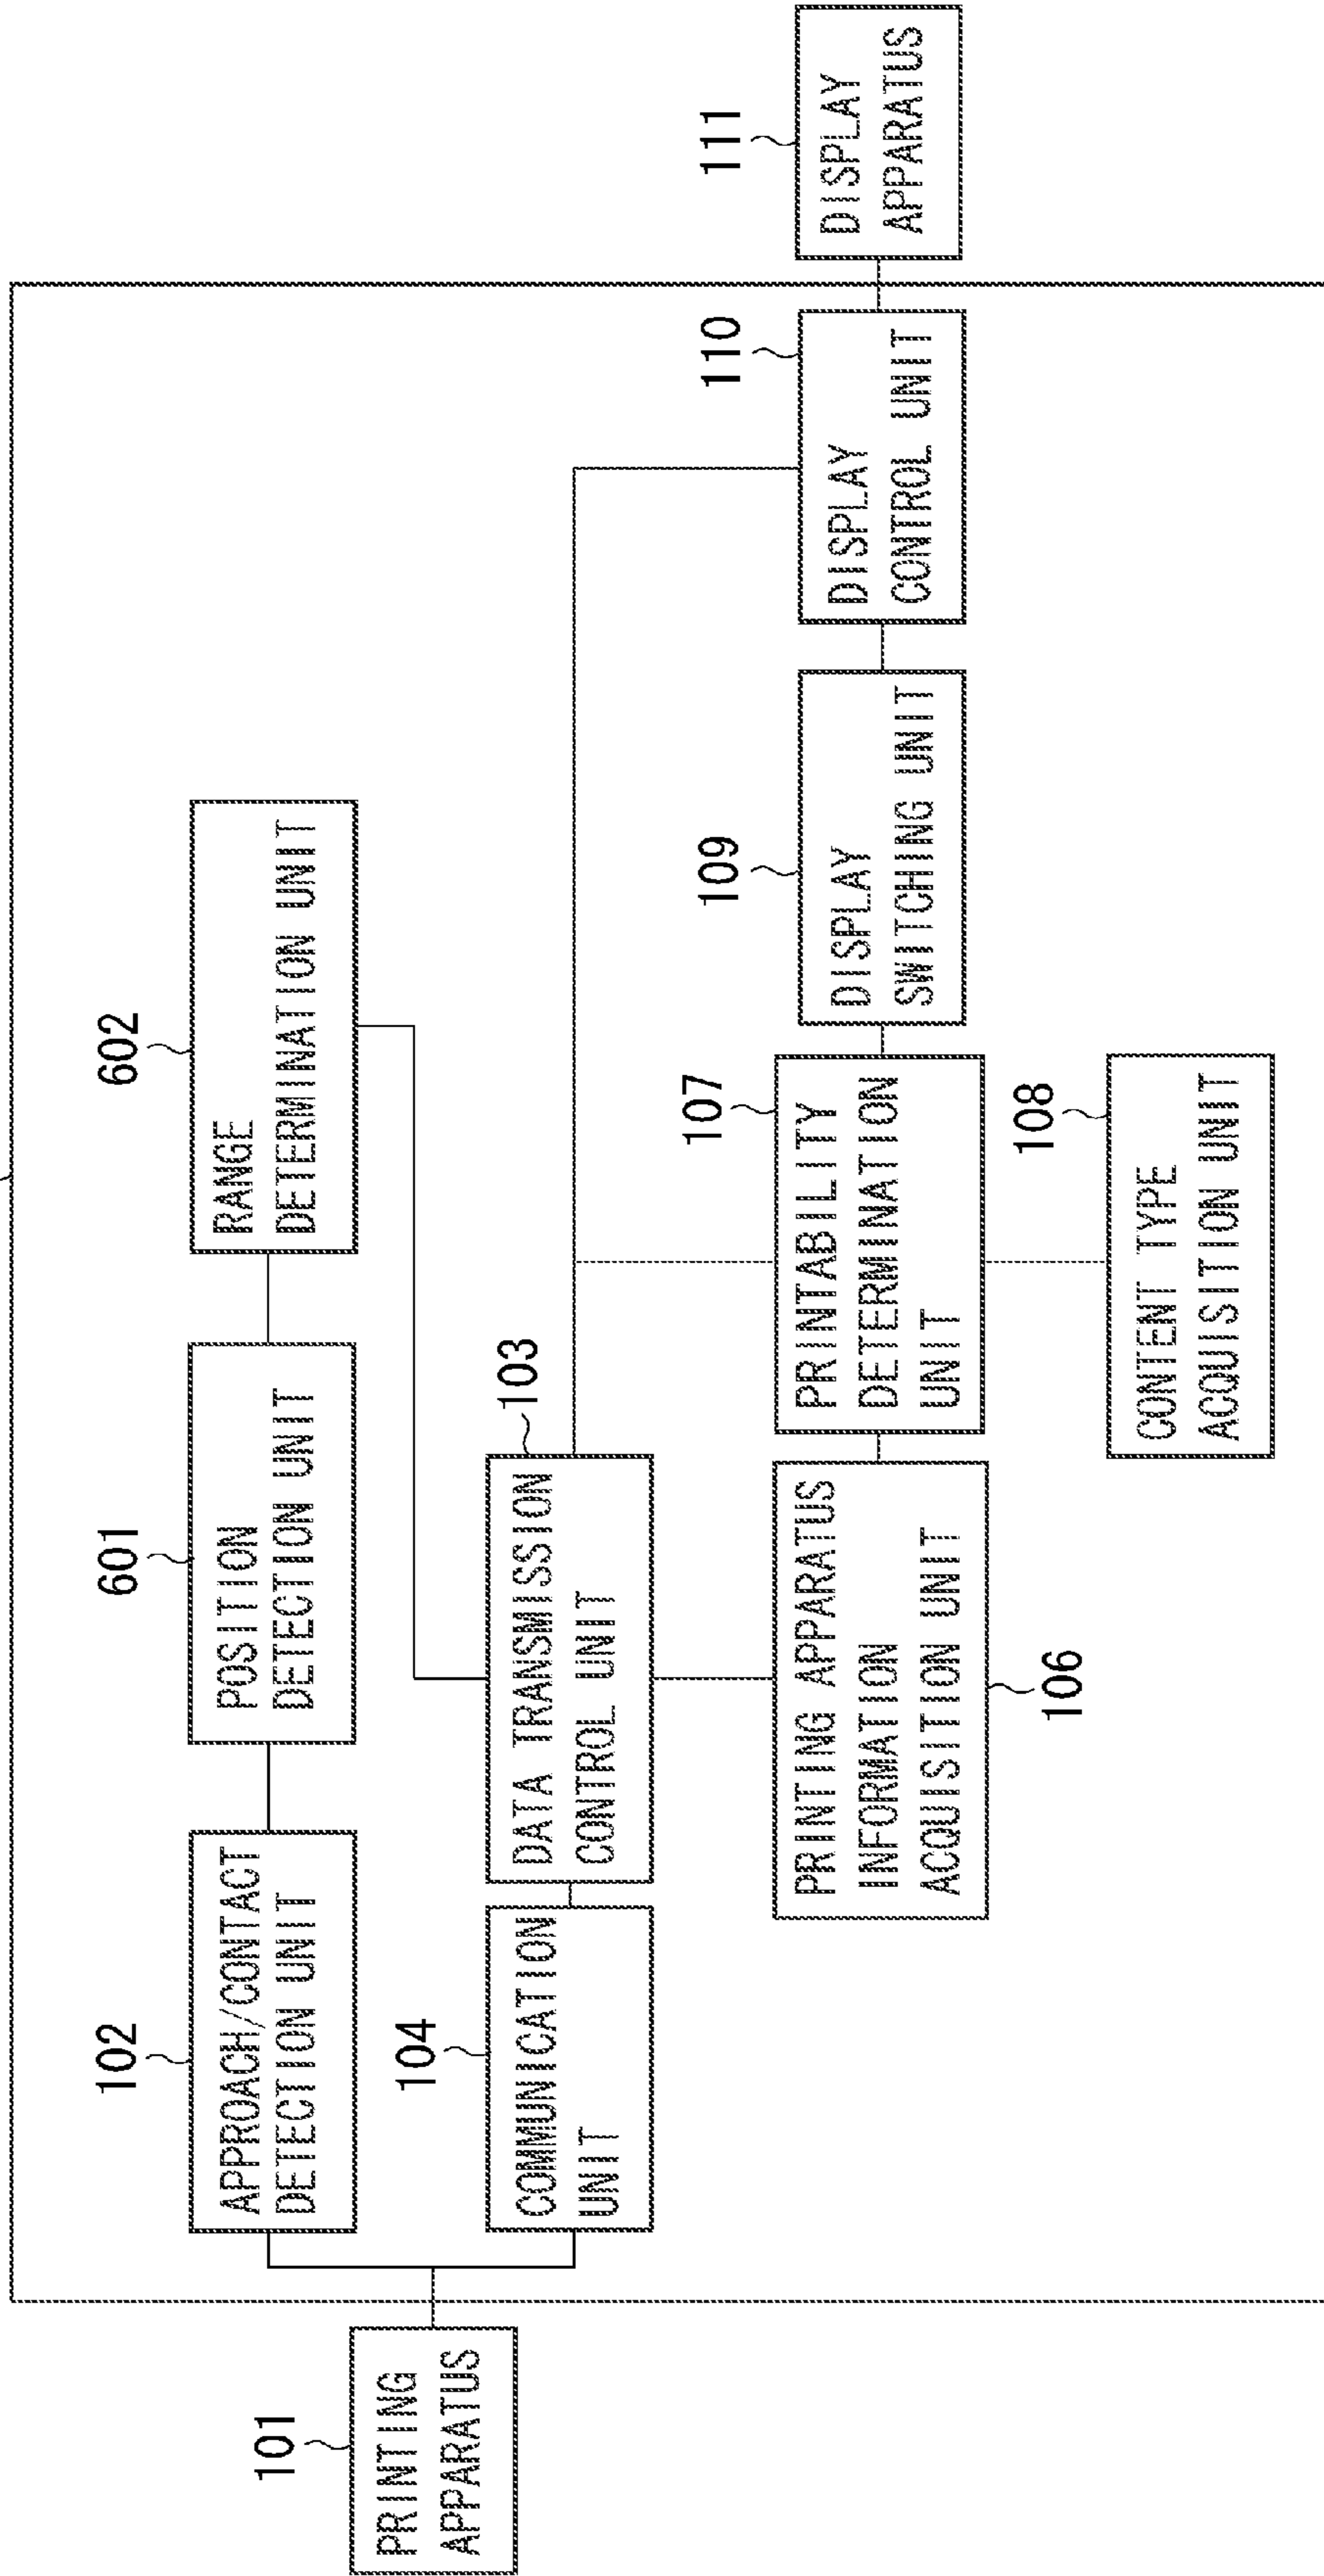 101
PRINTING
APPARATUS
102
APPROACH/CONTACT
DETECTION UNIT
601
POSITION
DETECTION UNIT
602
RANGE
DETERMINATION UNIT
104
COMMUNICATION
UNIT
103
DATA TRANSMISSION
CONTROL UNIT
PRINTING APPARATUS
INFORMATION
ACQUISITION UNIT
106
107
PRINTABILITY
DETERMINATION
UNIT
108
CONTENT TYPE
ACQUISITION UNIT
109
DISPLAY
SWITCHING UNIT
110
DISPLAY
CONTROL UNIT
111
DISPLAY
APPARATUS